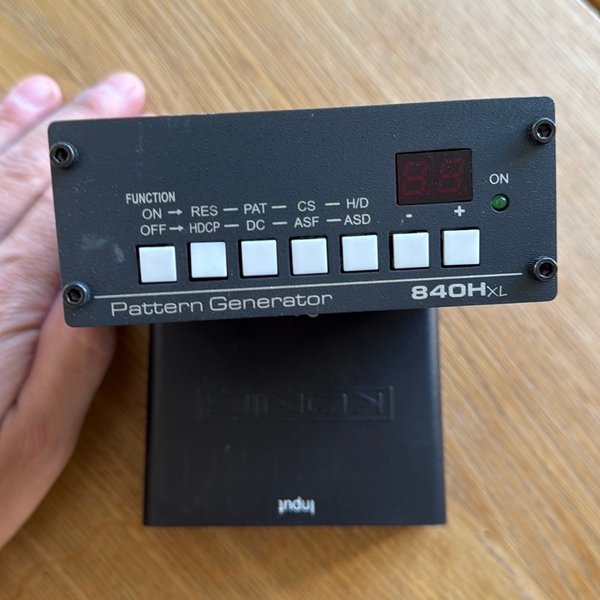 FUNCTION
ON → RES — PAT — CS — H/D
OFF → HDCP — DC — ASF — ASD
ON
- +
Pattern Generator 840HXL
Input